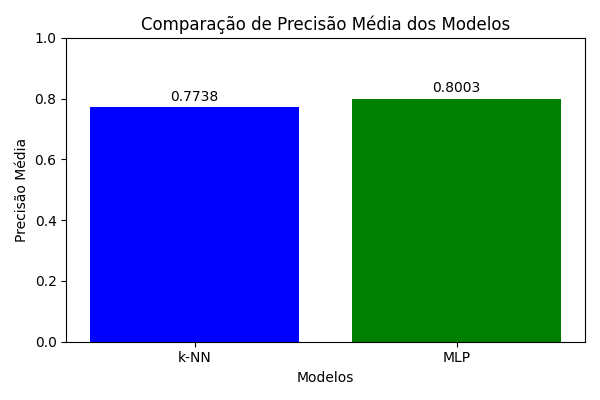 Comparação de Precisão Média dos Modelos
Precisão Média
1.0
0.8
0.6
0.4
0.2
0.0
0.7738
0.8003
k-NN
MLP
Modelos